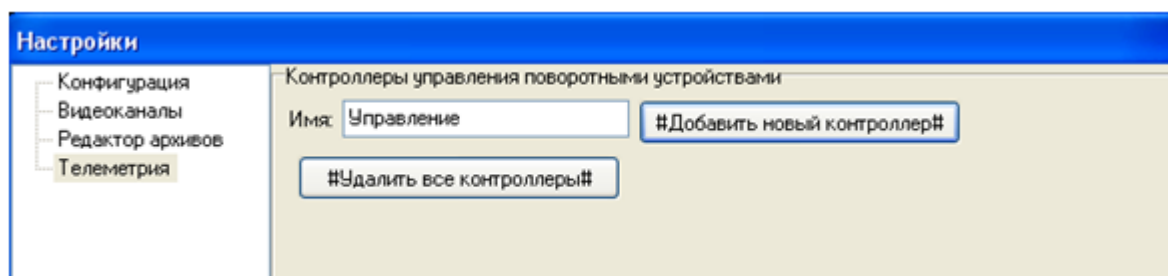 Настройки
Конфигурация
Видеоканалы
Редактор архивов
Телеметрия
Контроллеры управления поворотными устройствами
Имя: Управление #Добавить новый контроллер#
#Удалить все контроллеры#